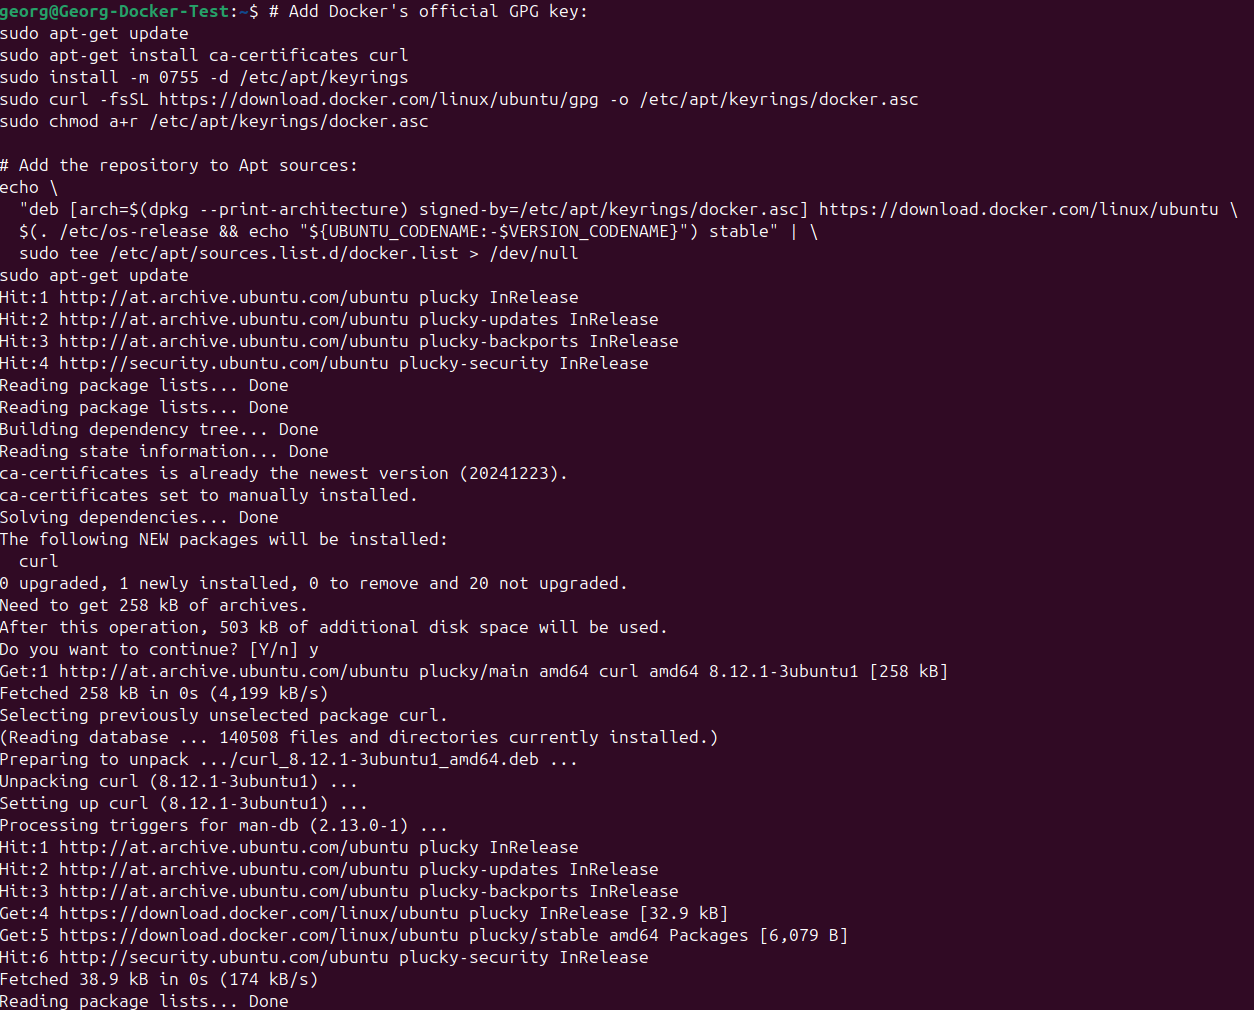 georg@Georg-Docker-Test:~$ # Add Docker's official GPG key:
sudo apt-get update
sudo apt-get install ca-certificates curl
sudo install -m 0755 -d /etc/apt/keyrings
sudo curl -fsSL https://download.docker.com/linux/ubuntu/gpg -o /etc/apt/keyrings/docker.asc
sudo chmod a+r /etc/apt/keyrings/docker.asc

# Add the repository to Apt sources:
echo \
  "deb [arch=$(dpkg --print-architecture) signed-by=/etc/apt/keyrings/docker.asc] https://download.docker.com/linux/ubuntu \
  $(. /etc/os-release && echo "${UBUNTU_CODENAME:-$VERSION_CODENAME}") stable" | \
  sudo tee /etc/apt/sources.list.d/docker.list > /dev/null
sudo apt-get update
Hit:1 http://at.archive.ubuntu.com/ubuntu plucky InRelease
Hit:2 http://at.archive.ubuntu.com/ubuntu plucky-updates InRelease
Hit:3 http://at.archive.ubuntu.com/ubuntu plucky-backports InRelease
Hit:4 http://security.ubuntu.com/ubuntu plucky-security InRelease
Reading package lists... Done
Reading package lists... Done
Building dependency tree... Done
Reading state information... Done
ca-certificates is already the newest version (20241223).
ca-certificates set to manually installed.
Solving dependencies... Done
The following NEW packages will be installed:
  curl
0 upgraded, 1 newly installed, 0 to remove and 20 not upgraded.
Need to get 258 kB of archives.
After this operation, 503 kB of additional disk space will be used.
Do you want to continue? [Y/n] y
Get:1 http://at.archive.ubuntu.com/ubuntu plucky/main amd64 curl amd64 8.12.1-3ubuntu1 [258 kB]
Fetched 258 kB in 0s (4,199 kB/s)
Selecting previously unselected package curl.
(Reading database ... 140508 files and directories currently installed.)
Preparing to unpack .../curl_8.12.1-3ubuntu1_amd64.deb ...
Unpacking curl (8.12.1-3ubuntu1) ...
Setting up curl (8.12.1-3ubuntu1) ...
Processing triggers for man-db (2.13.0-1) ...
Hit:1 http://at.archive.ubuntu.com/ubuntu plucky InRelease
Hit:2 http://at.archive.ubuntu.com/ubuntu plucky-updates InRelease
Hit:3 http://at.archive.ubuntu.com/ubuntu plucky-backports InRelease
Get:4 https://download.docker.com/linux/ubuntu plucky InRelease [32.9 kB]
Get:5 https://download.docker.com/linux/ubuntu plucky/stable amd64 Packages [6,079 B]
Hit:6 http://security.ubuntu.com/ubuntu plucky-security InRelease
Fetched 38.9 kB in 0s (174 kB/s)
Reading package lists... Done